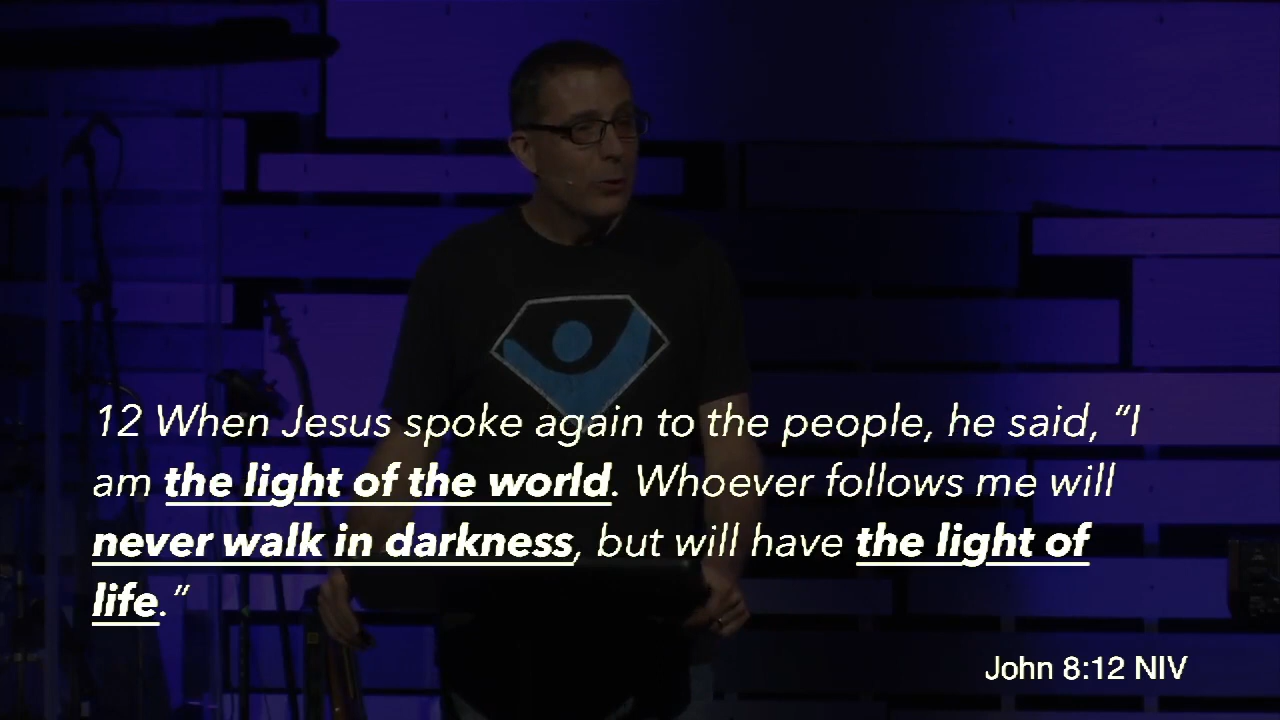 12 When Jesus spoke again to the people, he said, “I
am the light of the world. Whoever follows me will
never walk in darkness, but will have the light of
life.”
John 8:12 NIV